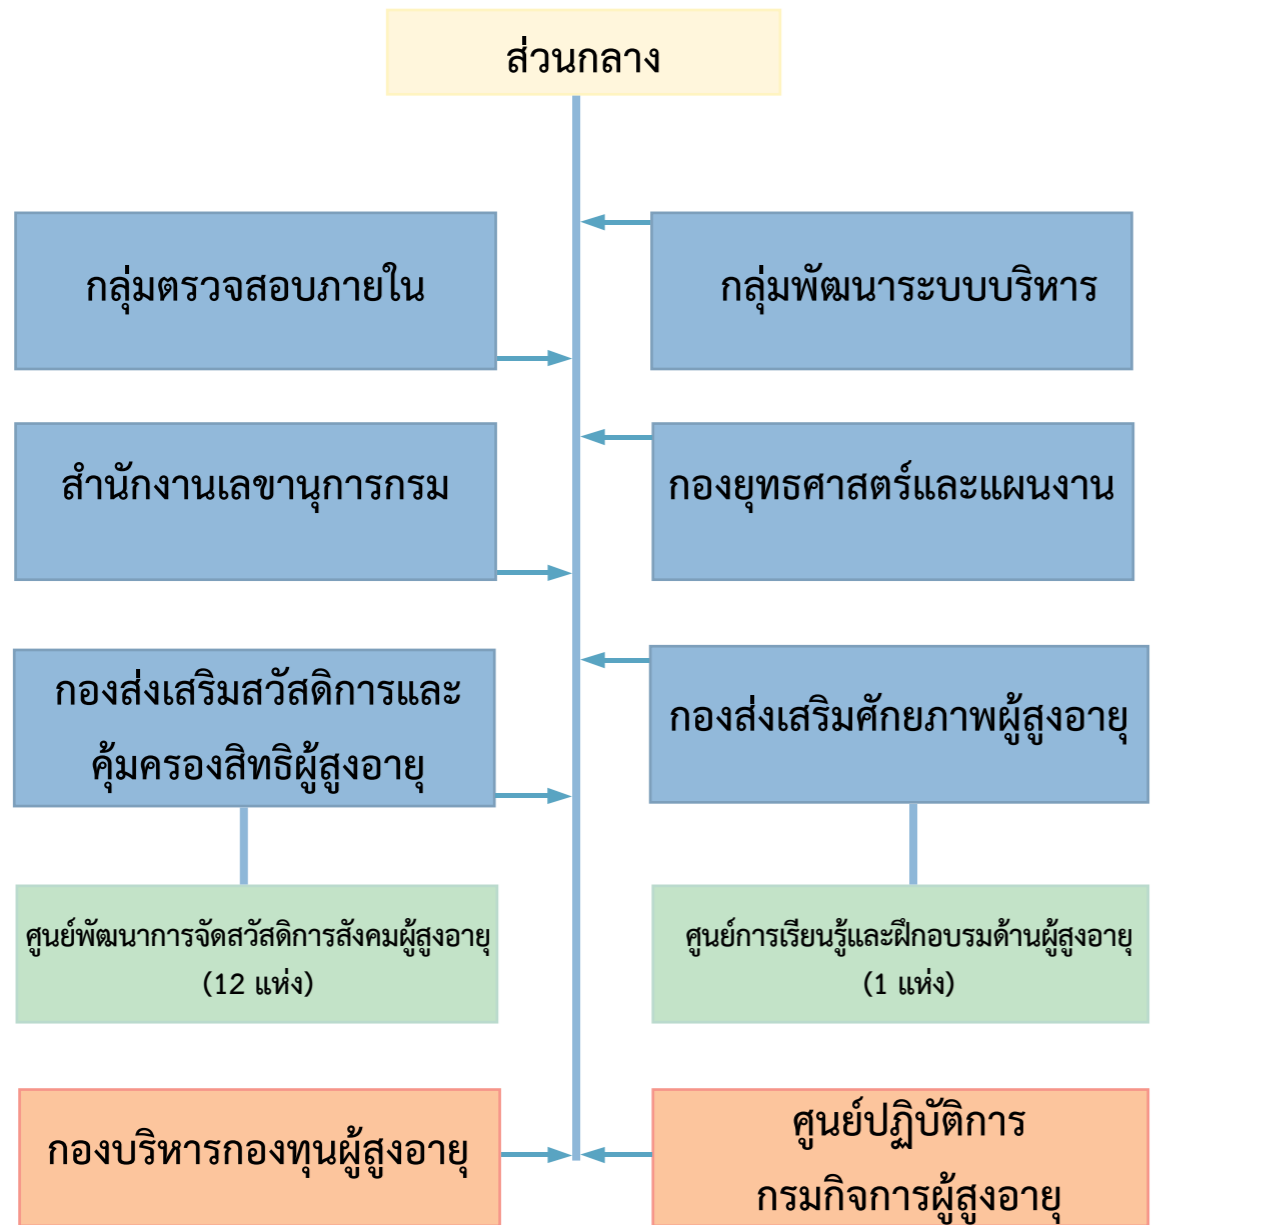 ส่วนกลาง
กลุ่มตรวจสอบภายใน
กลุ่มพัฒนาระบบบริหาร
สำนักงานเลขานุการกรม
กองยุทธศาสตร์และแผนงาน
กองส่งเสริมสวัสดิการและ
คุ้มครองสิทธิผู้สูงอายุ
กองส่งเสริมศักยภาพผู้สูงอายุ
ศูนย์พัฒนาการจัดสวัสดิการสังคมผู้สูงอายุ
(12 แห่ง)
ศูนย์การเรียนรู้และฝึกอบรมด้านผู้สูงอายุ
(1 แห่ง)
กองบริหารกองทุนผู้สูงอายุ
ศูนย์ปฏิบัติการ
กรมกิจการผู้สูงอายุ